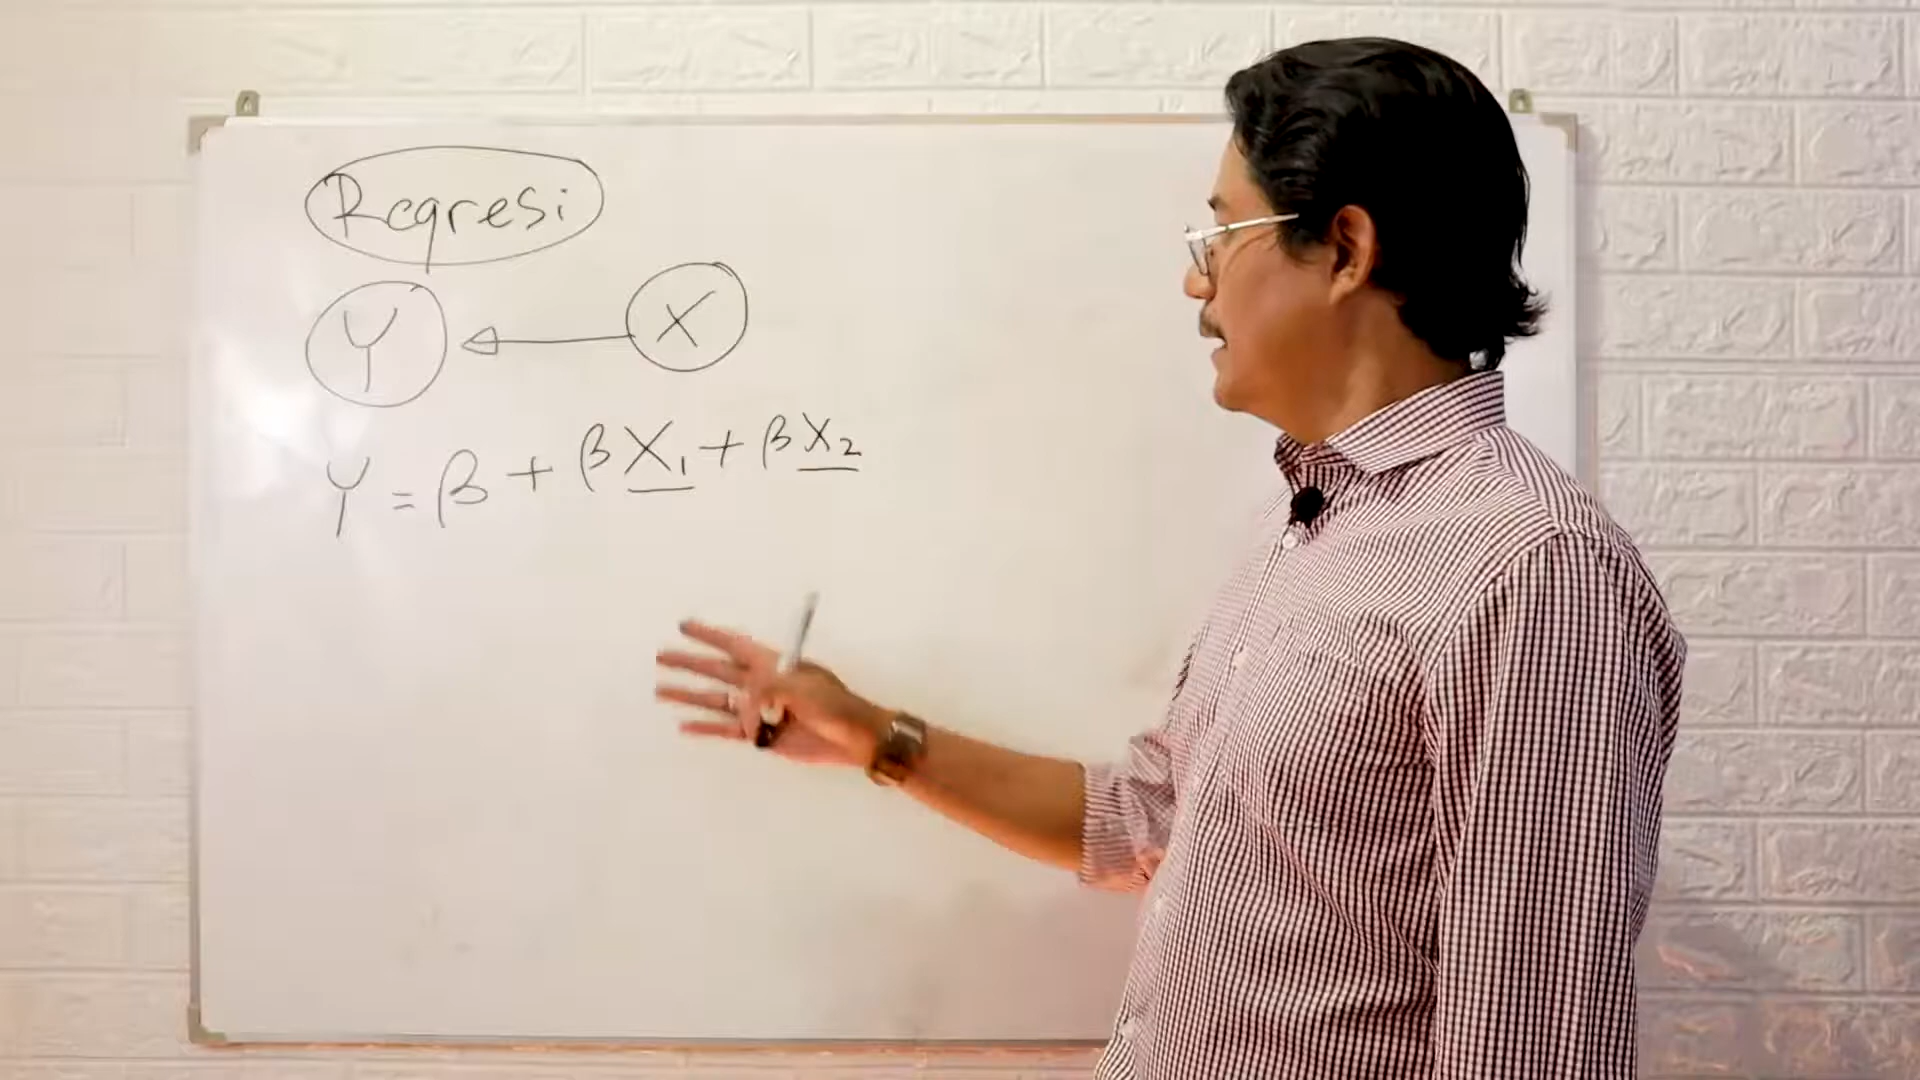 Regresi
Y X
Y = β + βX₁ + βX₂